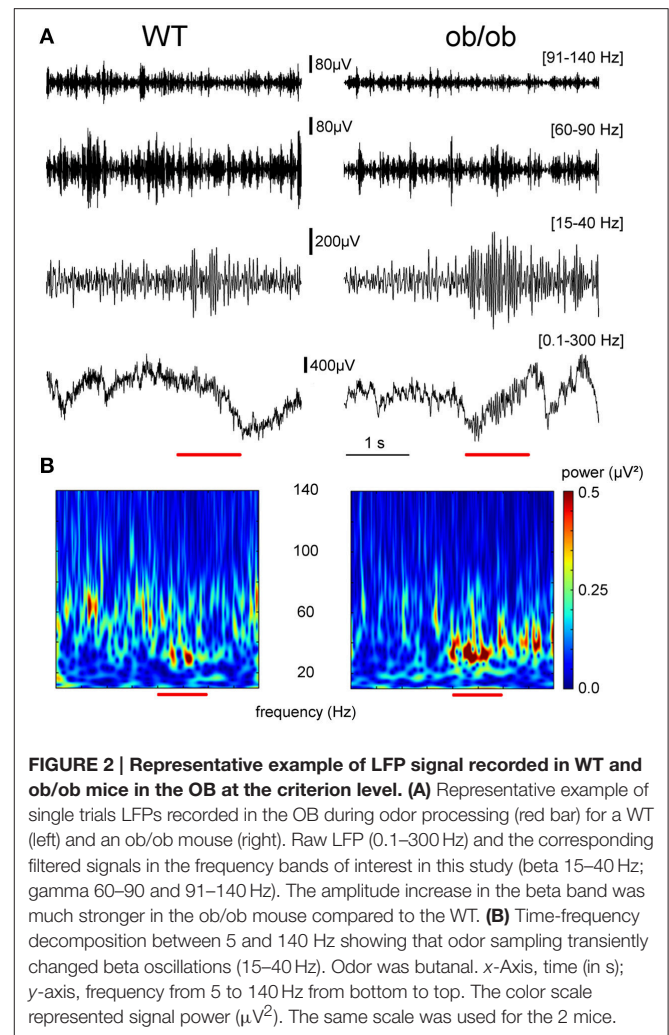 A
WT
ob/ob
80µV
[91-140 Hz]
80µV
[60-90 Hz]
200µV
[15-40 Hz]
400µV
[0.1-300 Hz]
1 s
B
power (µV²)
140
100
60
20
0.5
0.25
0.0
frequency (Hz)
FIGURE 2 | Representative example of LFP signal recorded in WT and
ob/ob mice in the OB at the criterion level. (A) Representative example of
single trials LFPs recorded in the OB during odor processing (red bar) for a WT
(left) and an ob/ob mouse (right). Raw LFP (0.1–300 Hz) and the corresponding
filtered signals in the frequency bands of interest in this study (beta 15–40 Hz;
gamma 60–90 and 91–140 Hz). The amplitude increase in the beta band was
much stronger in the ob/ob mouse compared to the WT. (B) Time-frequency
decomposition between 5 and 140 Hz showing that odor sampling transiently
changed beta oscillations (15–40 Hz). Odor was butanal. x-Axis, time (in s);
y-axis, frequency from 5 to 140 Hz from bottom to top. The color scale
represented signal power (µV²). The same scale was used for the 2 mice.